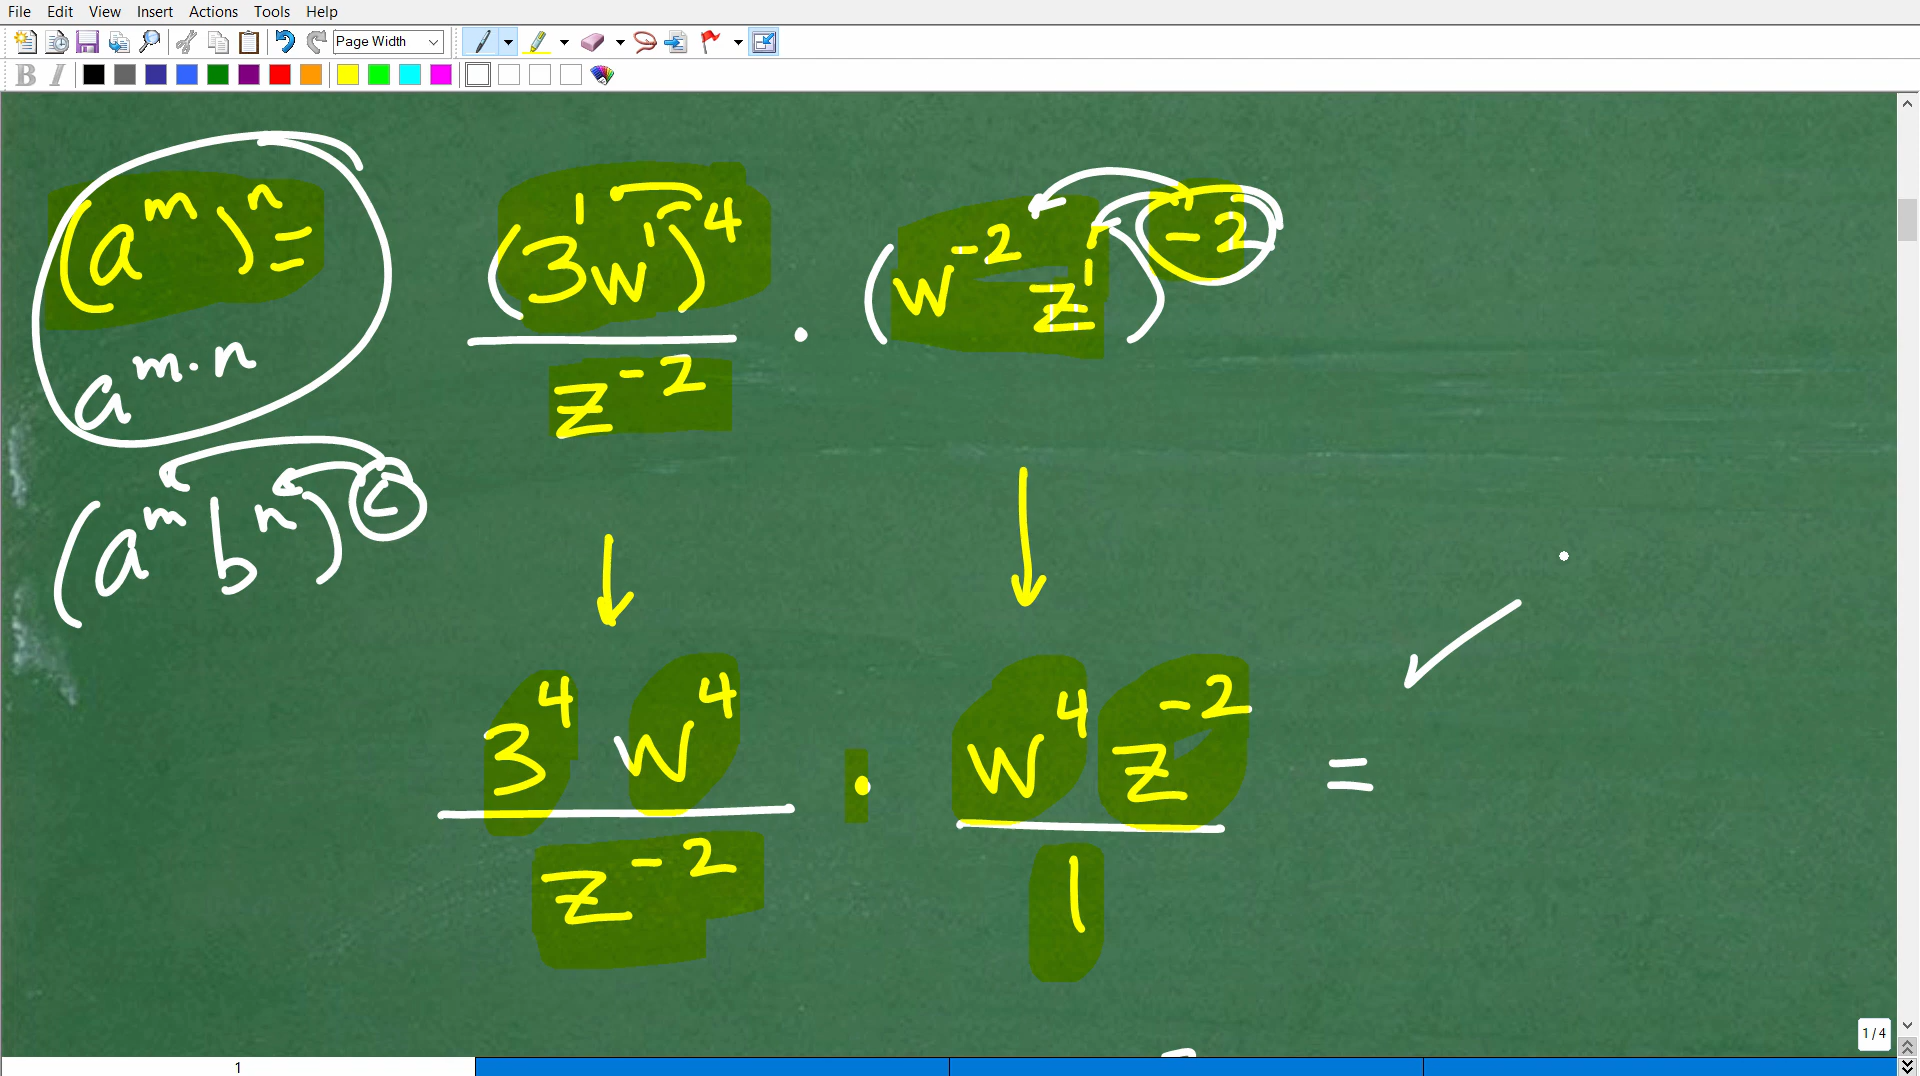 File Edit View Insert Actions Tools Help
Page Width
B I
(a^m)^n =
a^{m·n}
(a^m b^n)^c
(3^1 w^1)^4 / z^{-2} · (w^{-2} z^1)^{-2}
3^4 w^4 / z^{-2} · w^4 z^{-2} / 1 =
1 / 4
1